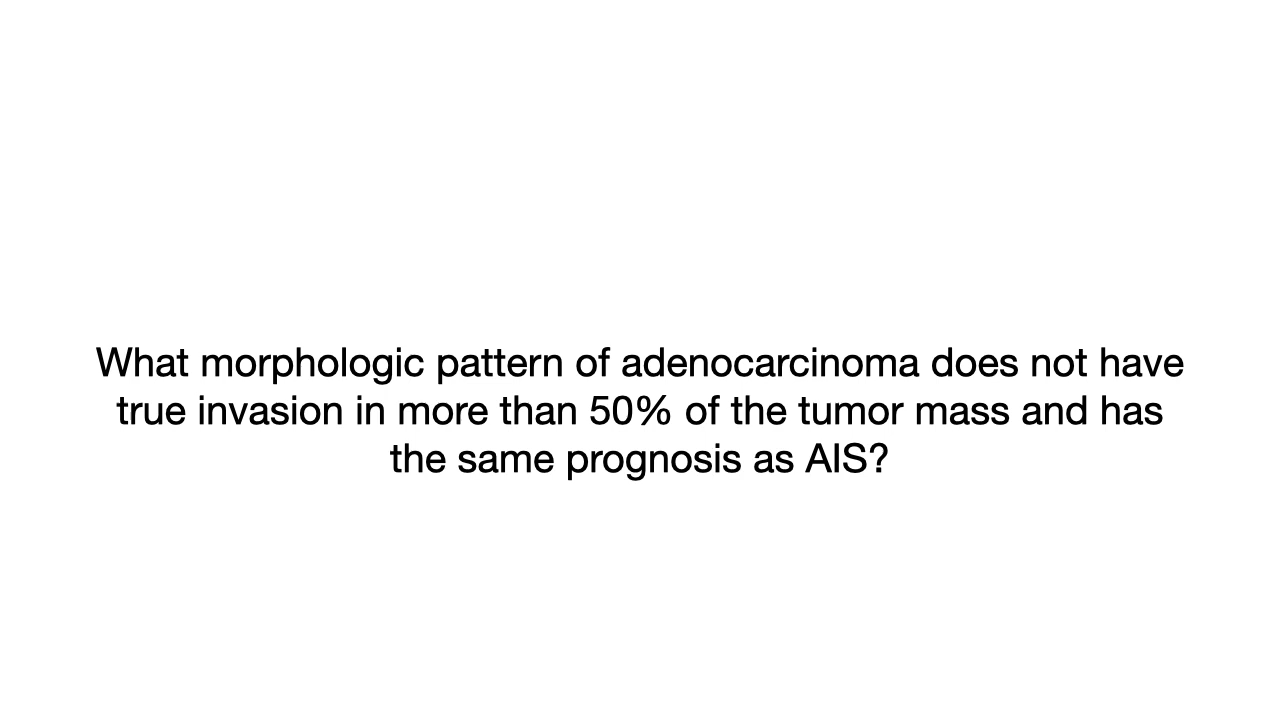 What morphologic pattern of adenocarcinoma does not have
true invasion in more than 50% of the tumor mass and has
the same prognosis as AIS?